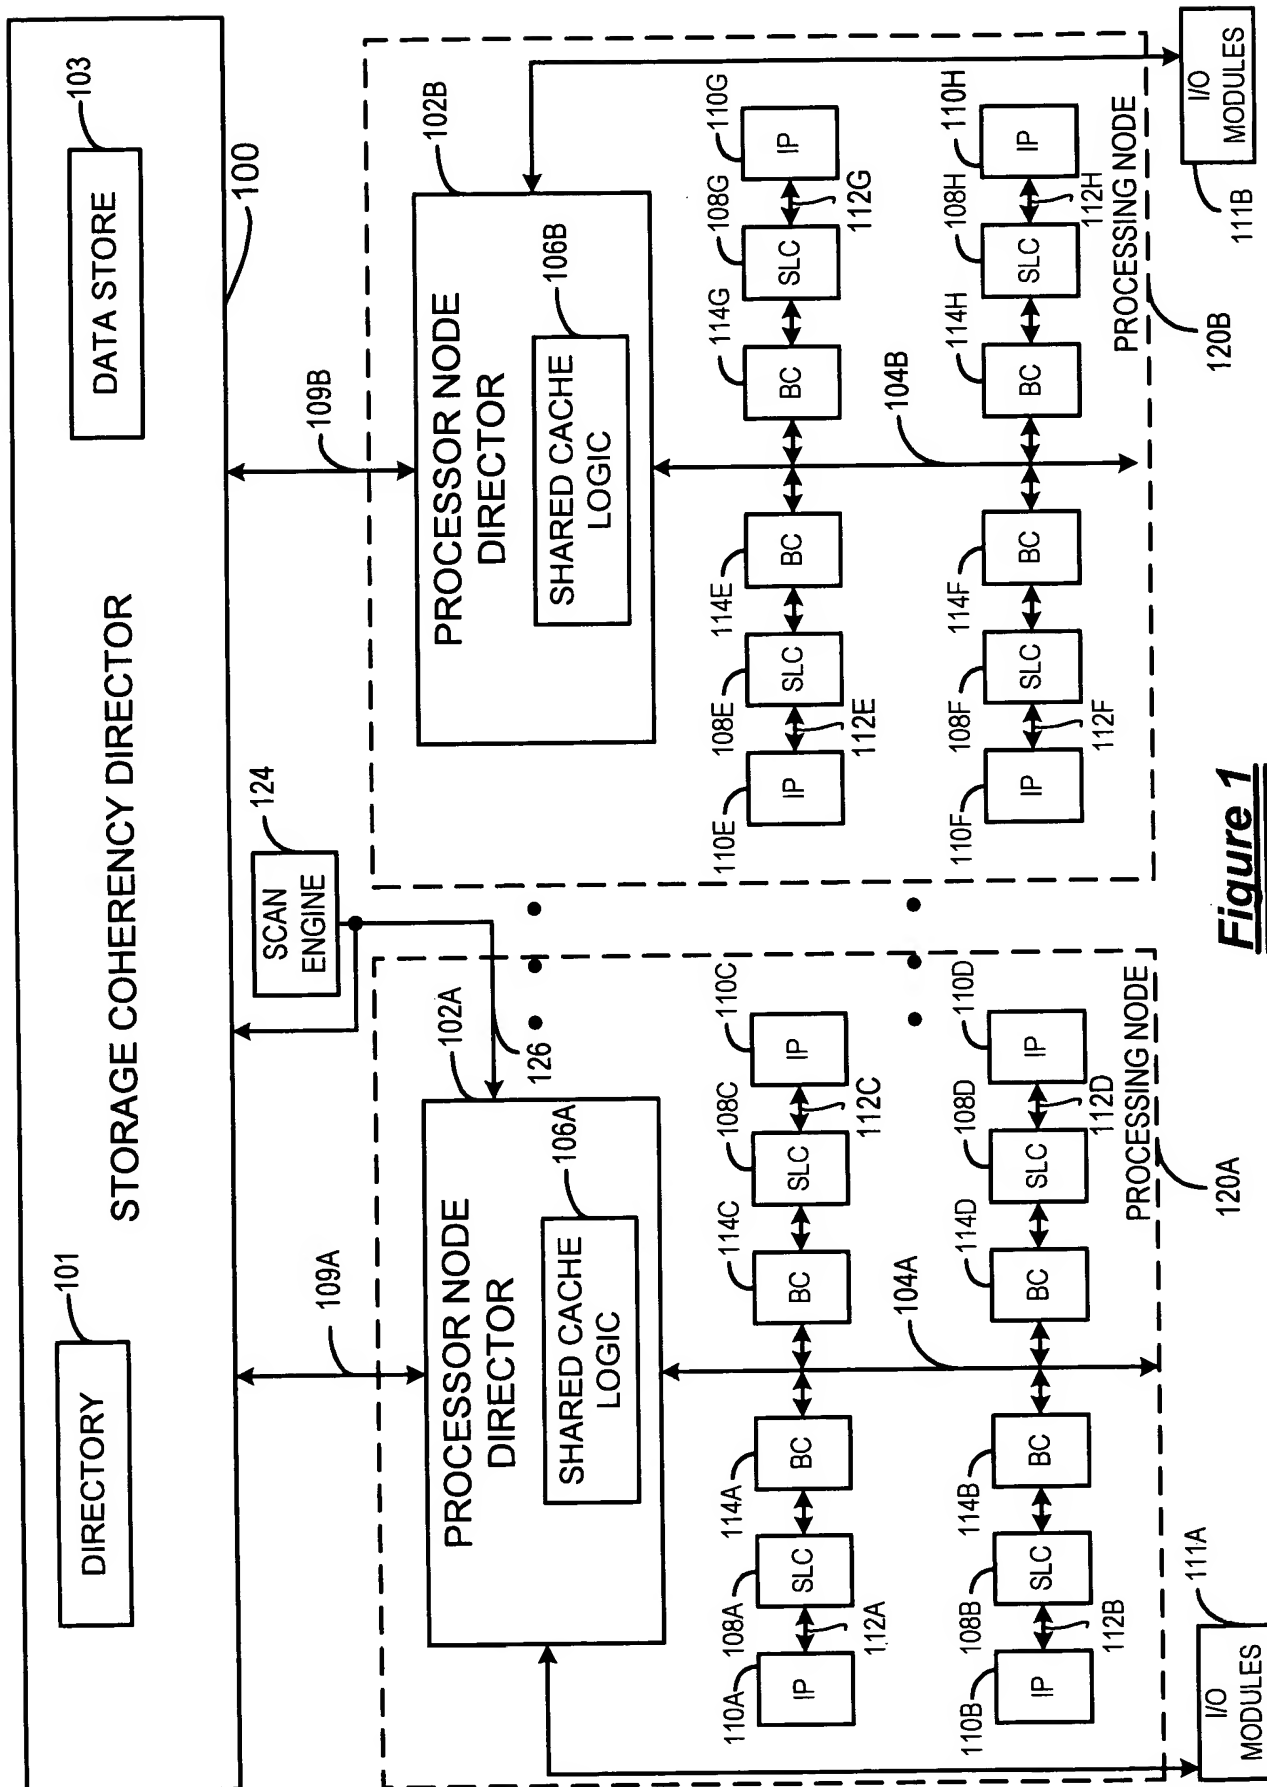 STORAGE COHERENCY DIRECTOR
DIRECTORY
101
DATA STORE
103
100
SCAN
ENGINE
124
109A
109B
126
102A
PROCESSOR NODE
DIRECTOR
SHARED CACHE
LOGIC
106A
102B
PROCESSOR NODE
DIRECTOR
SHARED CACHE
LOGIC
106B
110A
IP
112A
108A
SLC
114A
BC
114C
BC
108C
SLC
112C
110C
IP
104A
110B
IP
112B
108B
SLC
114B
BC
114D
BC
108D
SLC
112D
110D
IP
PROCESSING NODE
120A
110E
IP
112E
108E
SLC
114E
BC
114G
BC
108G
SLC
112G
110G
IP
104B
110F
IP
112F
108F
SLC
114F
BC
114H
BC
108H
SLC
112H
110H
IP
PROCESSING NODE
120B
I/O
MODULES
111A
I/O
MODULES
111B
Figure 1